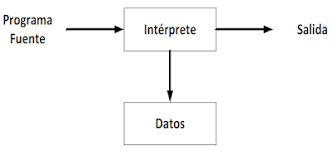 Programa
Fuente
Intérprete
Salida
Datos